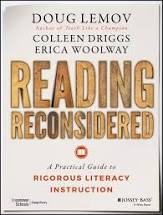 DOUG LEMOV
Author of Teach Like a Champion
COLLEEN DRIGGS
ERICA WOOLWAY
READING
RECONSIDERED
A Practical Guide to
RIGOROUS LITERACY
INSTRUCTION
JOSSEY-BASS